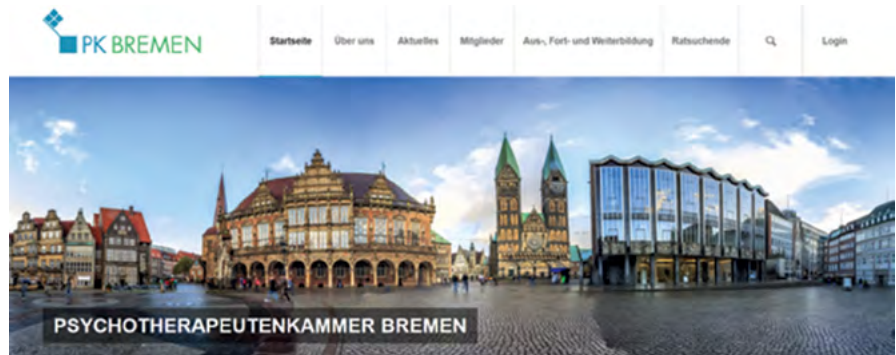 PK BREMEN
Startseite Über uns Aktuelles Mitglieder Aus-, Fort- und Weiterbildung Ratsuchende Login
PSYCHOTHERAPEUTENKAMMER BREMEN